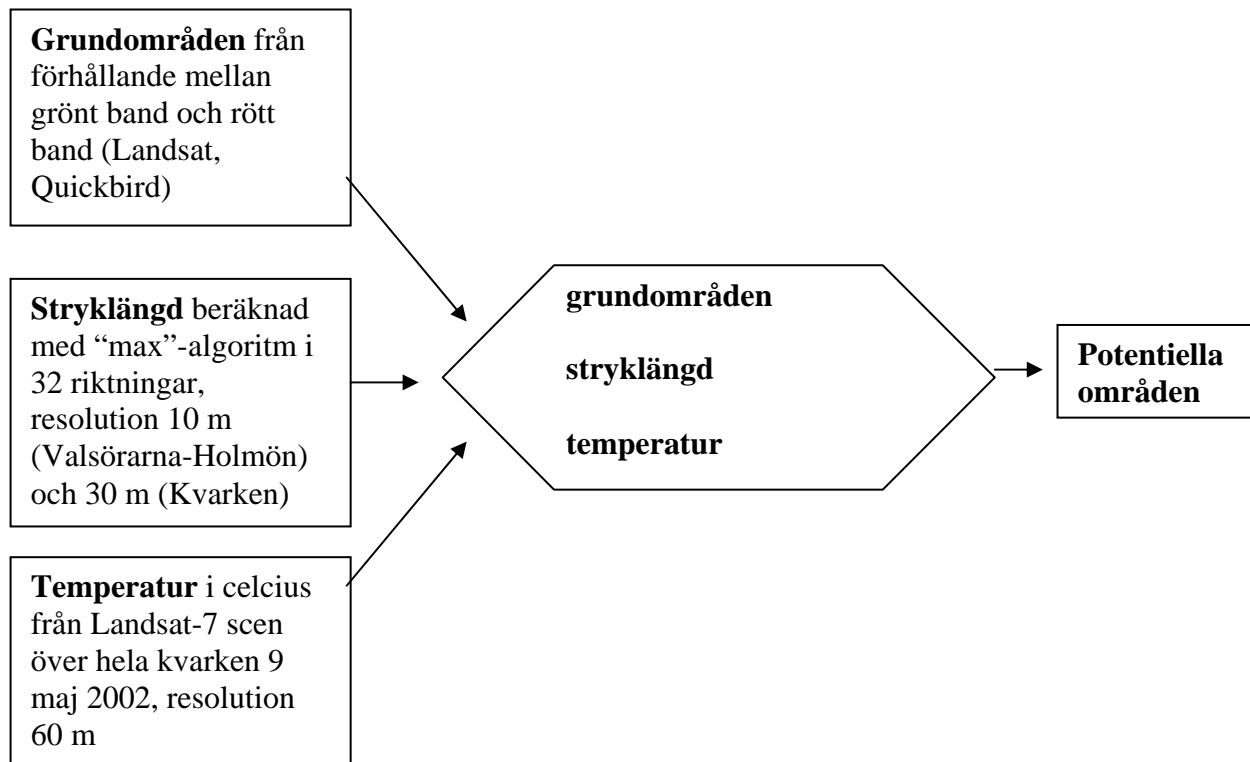 Grundområden från
förhållande mellan
grönt band och rött
band (Landsat,
Quickbird)
Stryklängd beräknad
med “max”-algoritm i
32 riktningar,
resolution 10 m
(Valsörarna-Holmön)
och 30 m (Kvarken)
Temperatur i celcius
från Landsat-7 scen
över hela kvarken 9
maj 2002, resolution
60 m
grundområden
stryklängd
temperatur
Potentiella
områden